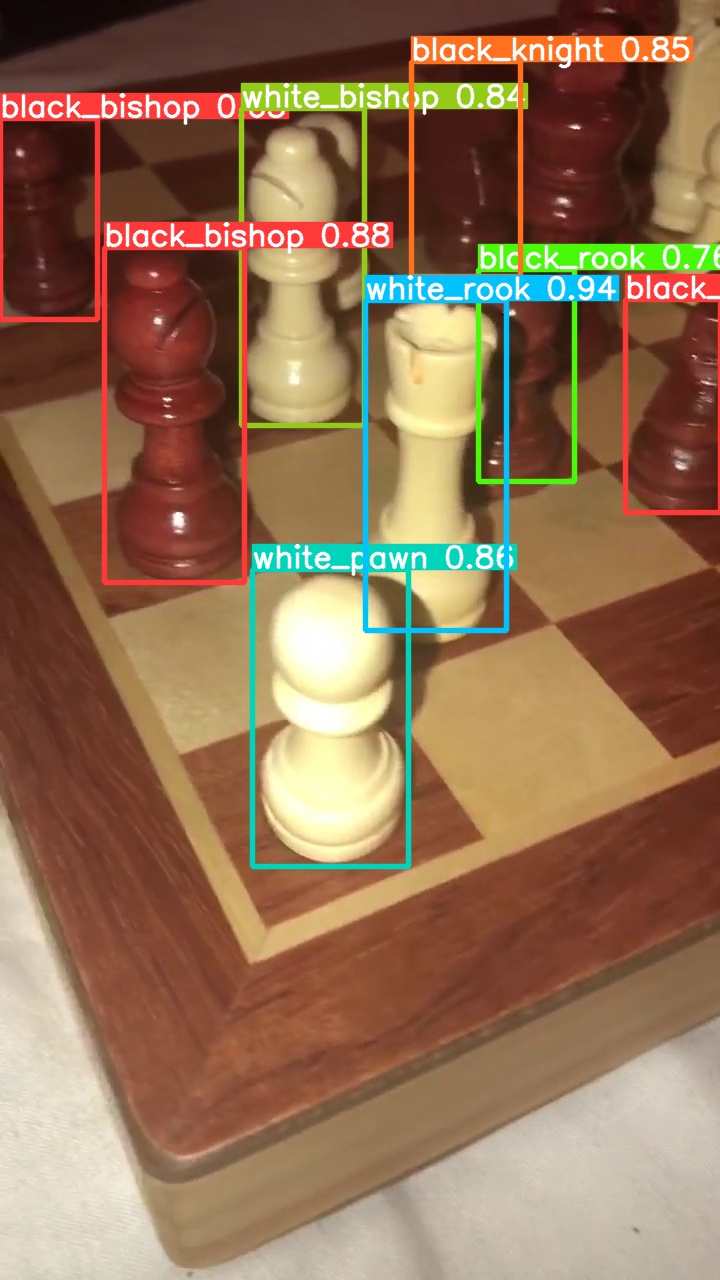 black_knight 0.85
white_bishop 0.84
black_bishop
black_bishop 0.88
black_rook 0.76
white_rook 0.94
black_
white_pawn 0.86